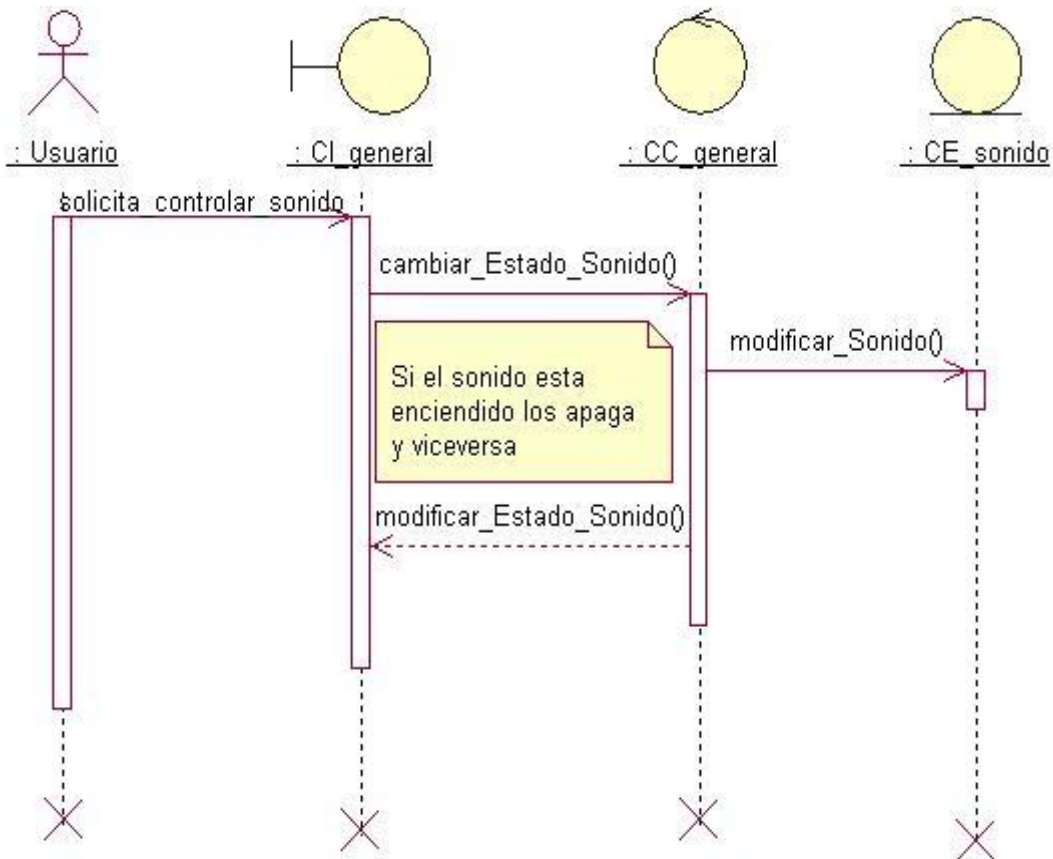 : Usuario
: CI_general
: CC_general
: CE_sonido
solicita_controlar_sonido
cambiar_Estado_Sonido()
modificar_Sonido()
Si el sonido esta
enciendido los apaga
y viceversa
modificar_Estado_Sonido()